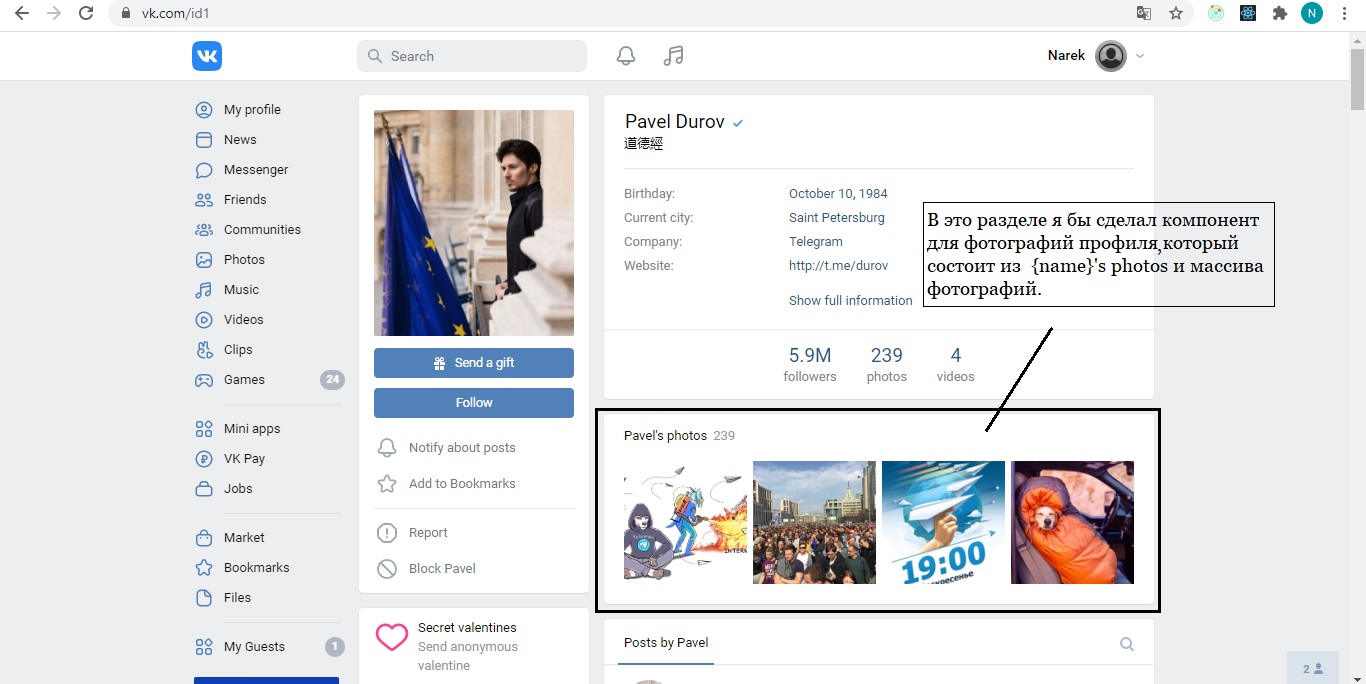 vk.com/id1
N
Search
Narek
My profile
News
Messenger
Friends
Communities
Photos
Music
Videos
Clips
Games 24
Mini apps
VK Pay
Jobs
Market
Bookmarks
Files
My Guests 1
Send a gift
Follow
Notify about posts
Add to Bookmarks
Report
Block Pavel
Secret valentines
Send anonymous
valentine
Pavel Durov
道德經
Birthday: October 10, 1984
Current city: Saint Petersburg
Company: Telegram
Website: http://t.me/durov
Show full information
5.9M 239 4
followers photos videos
В это разделе я бы сделал компонент
для фотографий профиля,который
состоит из {name}'s photos и массива
фотографий.
Pavel's photos 239
INTERN
19:00
Posts by Pavel
2